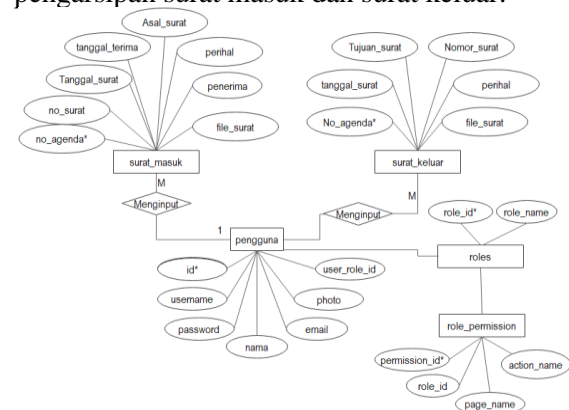 pengarsipan surat masuk dan surat keluar.
Asal_surat
tanggal_terima
perihal
Tanggal_surat
penerima
no_surat
file_surat
no_agenda*
surat_masuk
M
Menginput
1
Tujuan_surat
Nomor_surat
tanggal_surat
perihal
No_agenda*
file_surat
surat_keluar
M
Menginput
pengguna
id*
user_role_id
username
photo
password
email
nama
role_id*
role_name
roles
role_permission
permission_id*
action_name
role_id
page_name